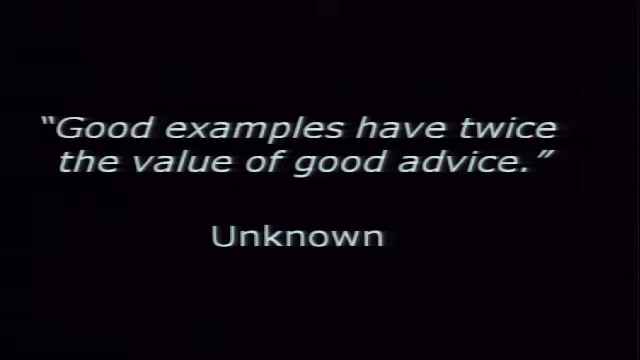 “Good examples have twice
the value of good advice.”
Unknown